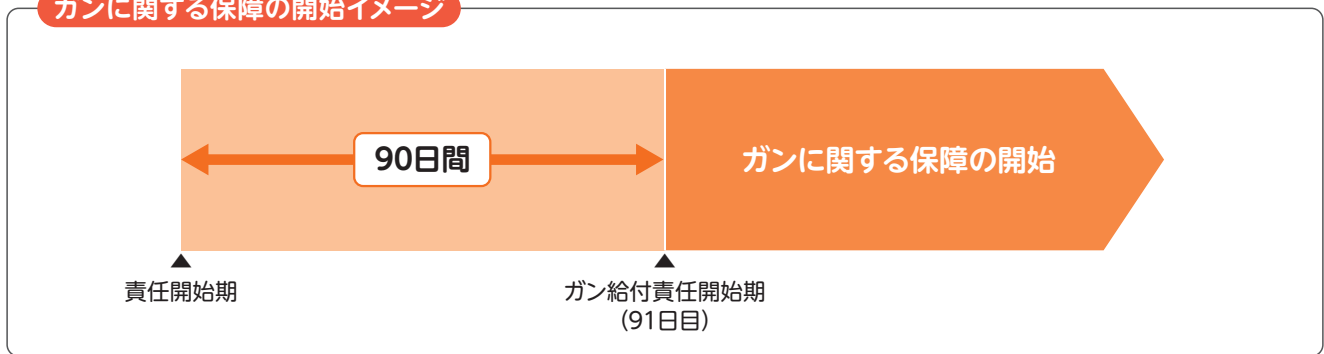 ガンに関する保障の開始イメージ
90日間
ガンに関する保障の開始
責任開始期
ガン給付責任開始期
(91日目)